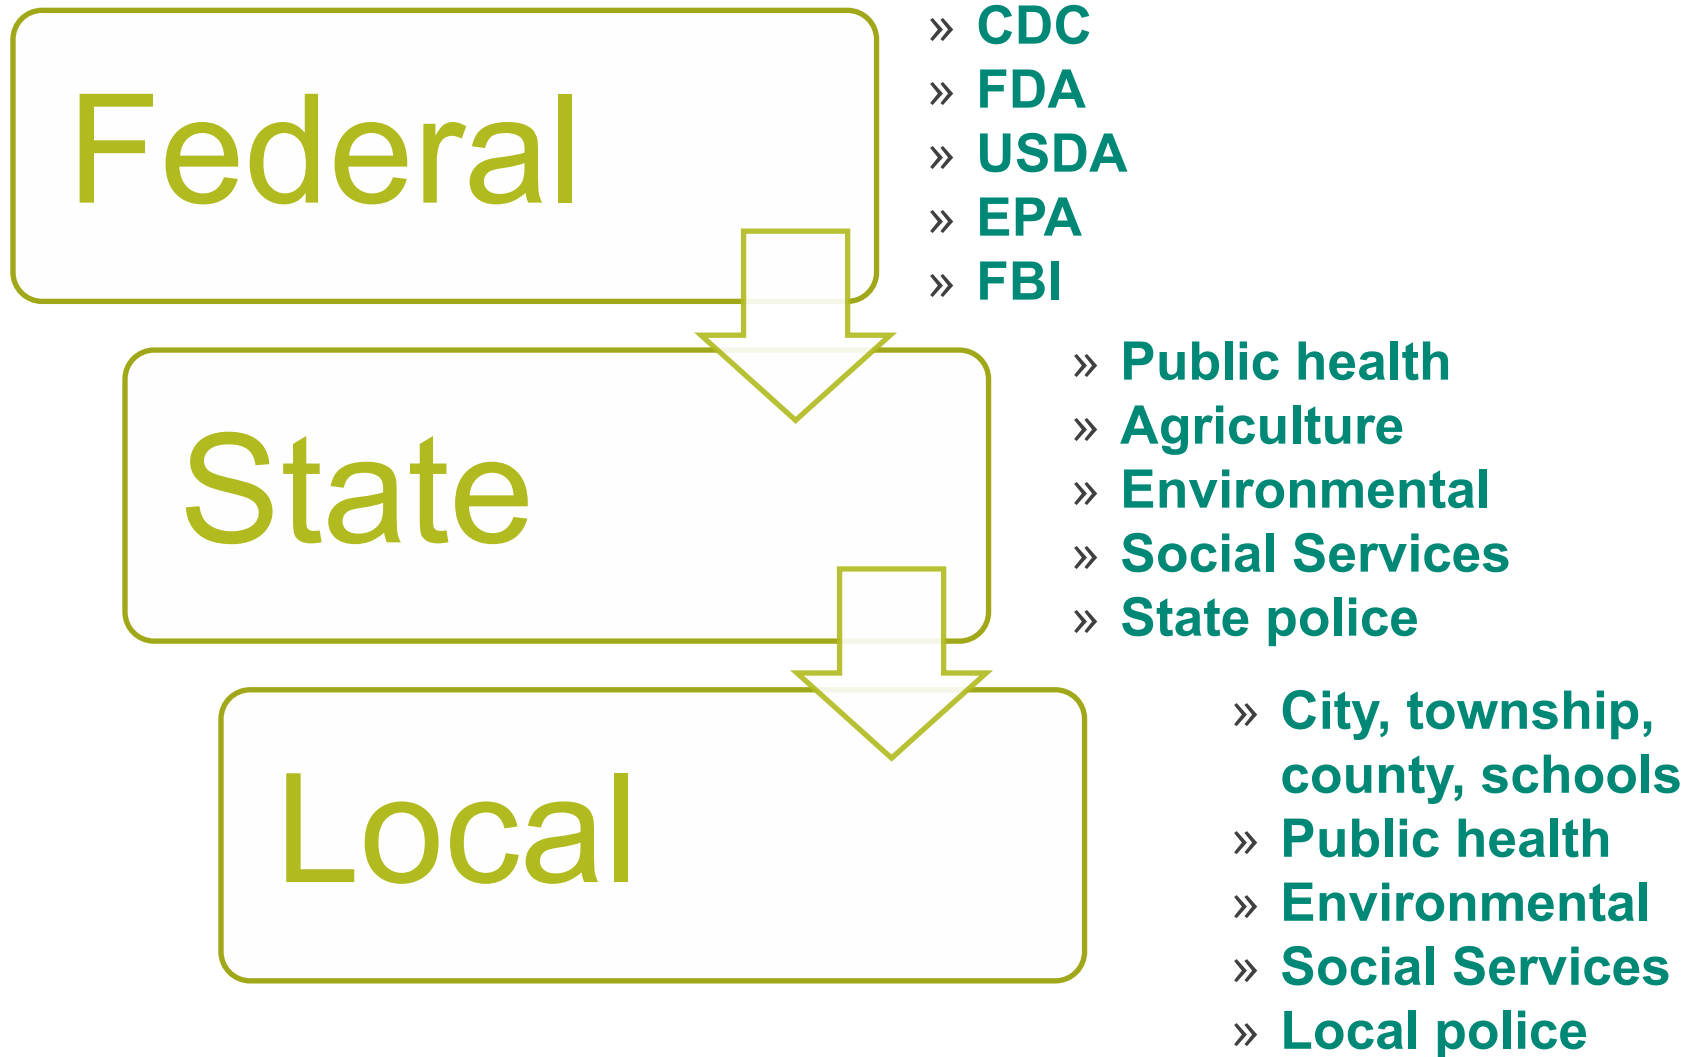 Federal
» CDC
» FDA
» USDA
» EPA
» FBI
State
» Public health
» Agriculture
» Environmental
» Social Services
» State police
Local
» City, township,
county, schools
» Public health
» Environmental
» Social Services
» Local police